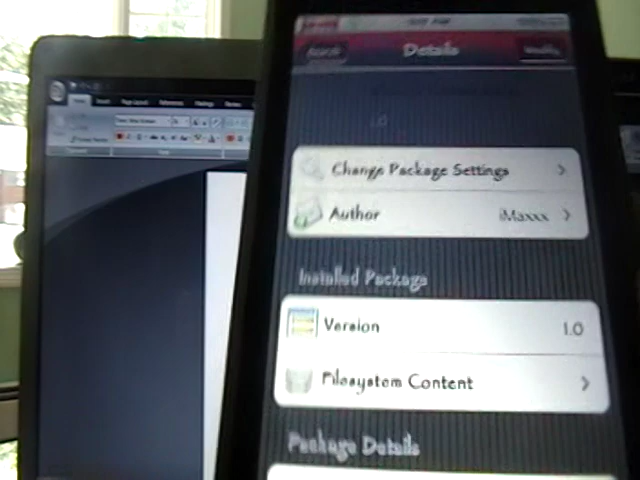 Details
Modify
1.0
Change Package Settings
Author iMaxxx
Installed Package
Version 1.0
Filesystem Content
Package Details